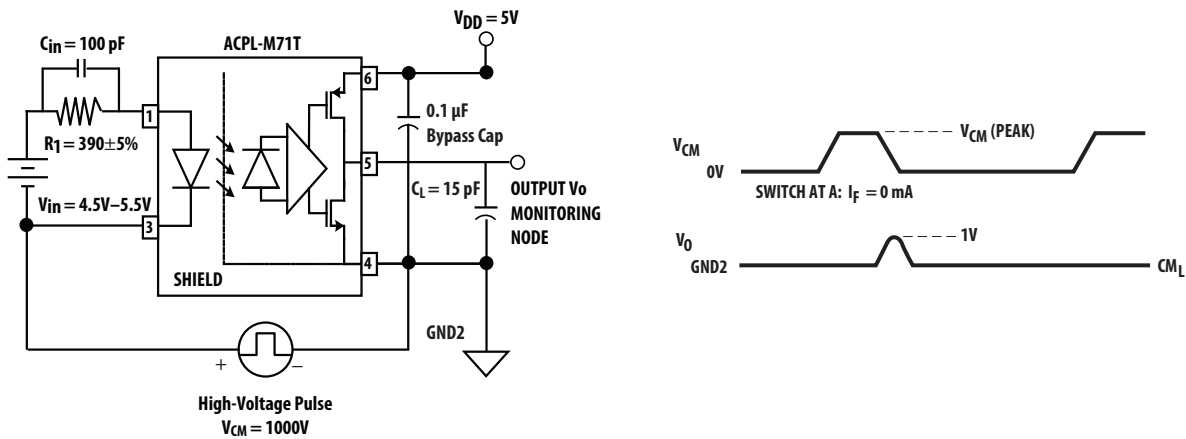 VDD = 5V
Cin = 100 pF
ACPL-M71T
6
1
0.1 µF
Bypass Cap
R1 = 390±5%
5
CL = 15 pF
OUTPUT Vo
MONITORING
NODE
Vin = 4.5V–5.5V
3
4
SHIELD
GND2
+
–
High-Voltage Pulse
VCM = 1000V
VCM (PEAK)
VCM
0V
SWITCH AT A: IF = 0 mA
1V
VO
GND2
CML